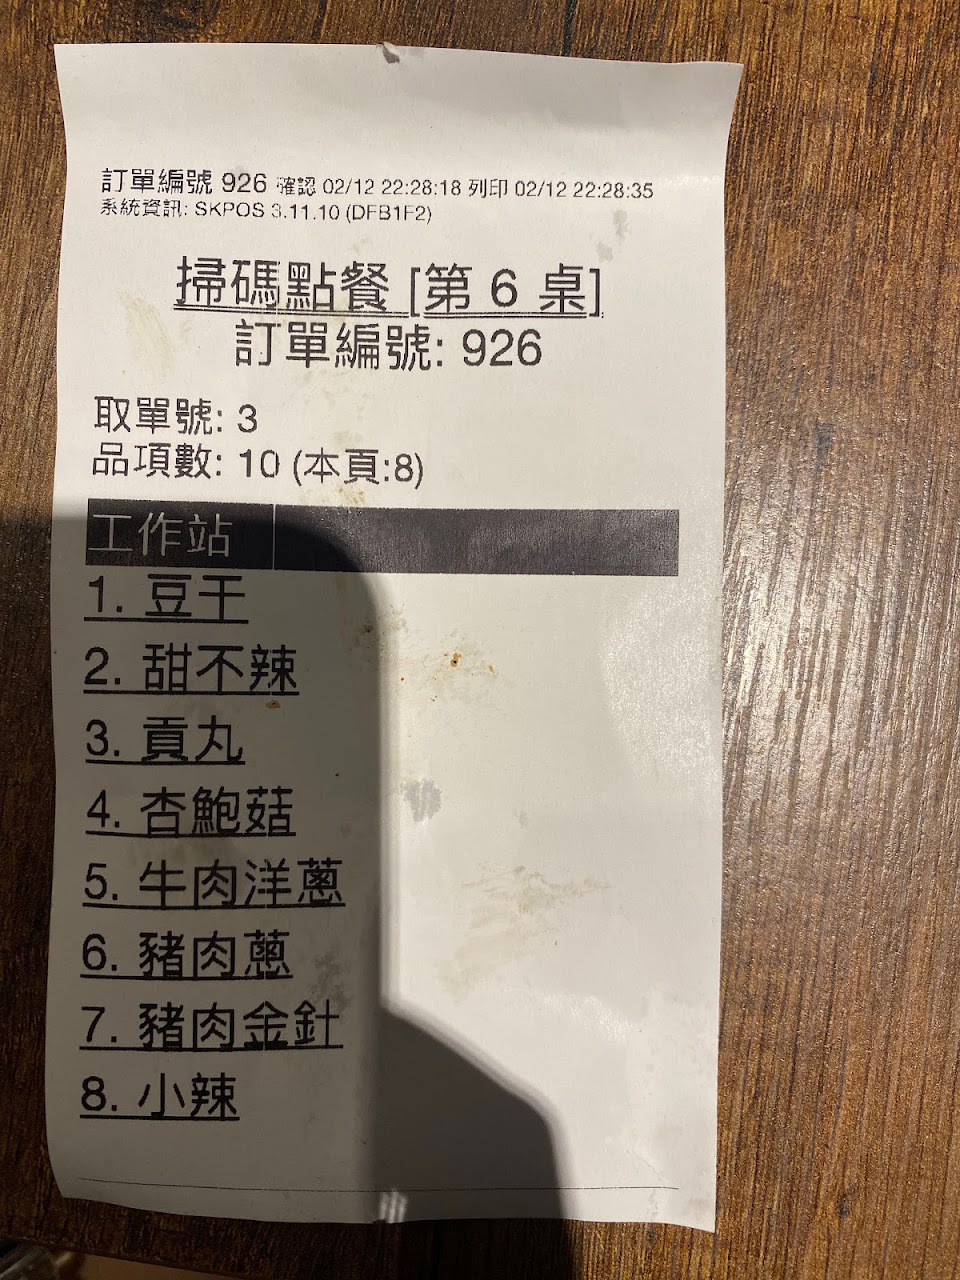 訂單編號 926 確認 02/12 22:28:18 列印 02/12 22:28:35
系統資訊: SKPOS 3.11.10 (DFB1F2)
掃碼點餐 [第 6 桌]
訂單編號: 926
取單號: 3
品項數: 10 (本頁:8)
工作站
1. 豆干
2. 甜不辣
3. 貢丸
4. 杏鮑菇
5. 牛肉洋蔥
6. 豬肉蔥
7. 豬肉金針
8. 小辣